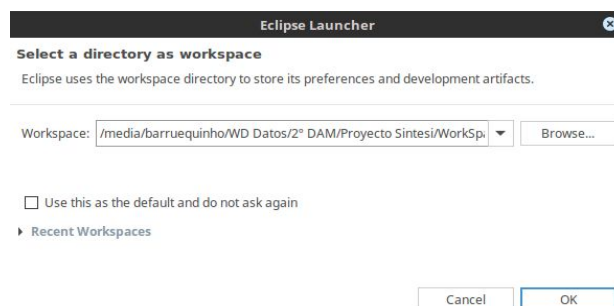 Eclipse Launcher
Select a directory as workspace
Eclipse uses the workspace directory to store its preferences and development artifacts.
Workspace: /media/barruequinho/WD Datos/2º DAM/Proyecto Sintesi/WorkSpa Browse...
Use this as the default and do not ask again
Recent Workspaces
Cancel OK